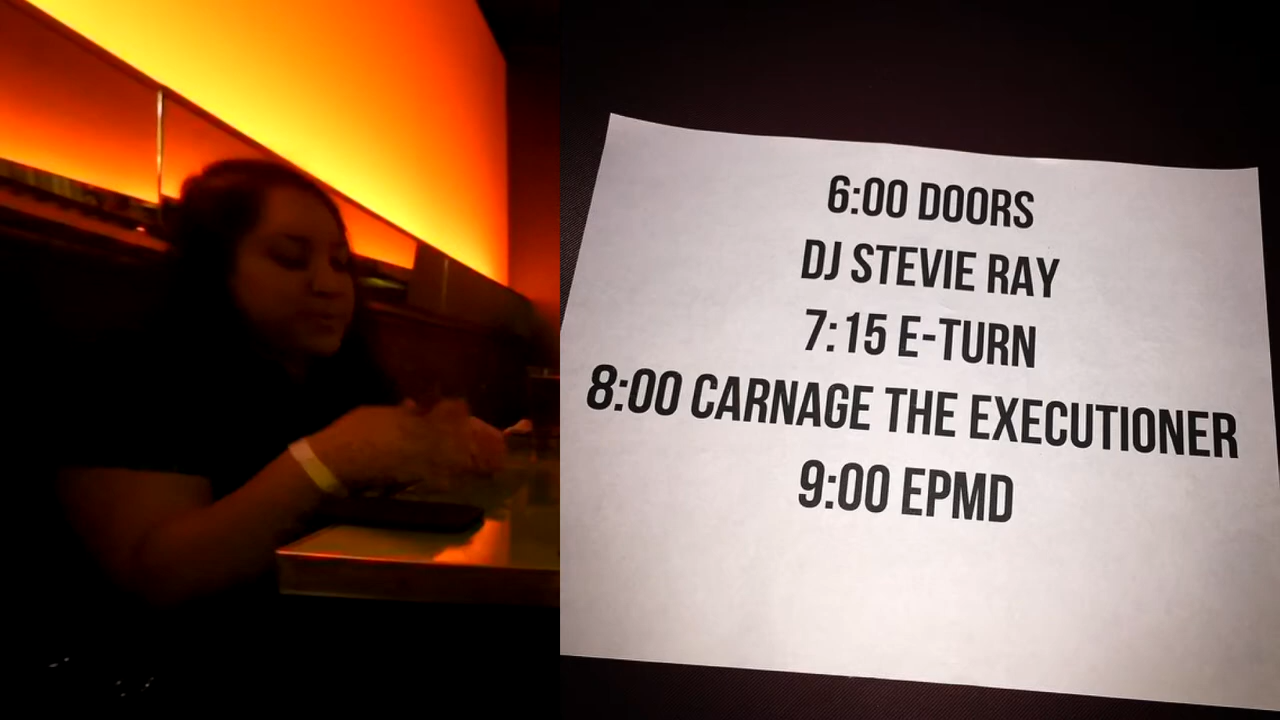 6:00 DOORS
DJ STEVIE RAY
7:15 E-TURN
8:00 CARNAGE THE EXECUTIONER
9:00 EPMD